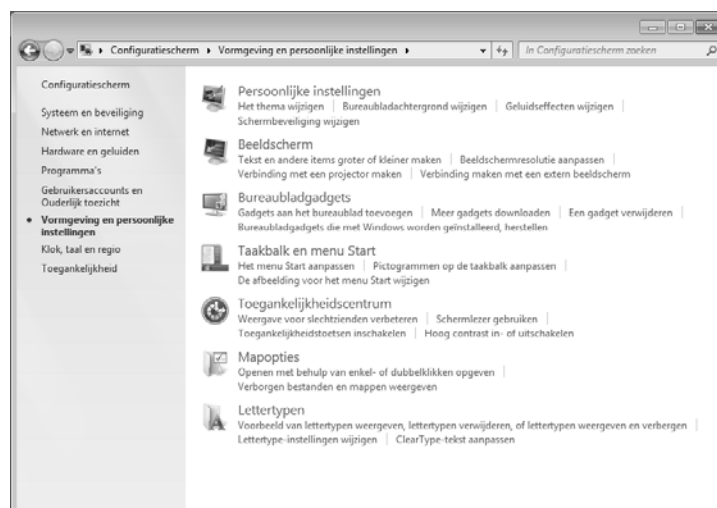 Configuratiescherm ▸ Vormgeving en persoonlijke instellingen ▸
In Configuratiescherm zoeken
Configuratiescherm
Systeem en beveiliging
Netwerk en internet
Hardware en geluiden
Programma's
Gebruikersaccounts en
Ouderlijk toezicht
Vormgeving en persoonlijke
instellingen
Klok, taal en regio
Toegankelijkheid
Persoonlijke instellingen
Het thema wijzigen | Bureaubladachtergrond wijzigen | Geluidseffecten wijzigen |
Schermbeveiliging wijzigen
Beeldscherm
Tekst en andere items groter of kleiner maken | Beeldschermresolutie aanpassen |
Verbinding met een projector maken | Verbinding maken met een extern beeldscherm
Bureaubladgadgets
Gadgets aan het bureaublad toevoegen | Meer gadgets downloaden | Een gadget verwijderen |
Bureaubladgadgets die met Windows worden geïnstalleerd, herstellen
Taakbalk en menu Start
Het menu Start aanpassen | Pictogrammen op de taakbalk aanpassen |
De afbeelding voor het menu Start wijzigen
Toegankelijkheidscentrum
Weergave voor slechtzienden verbeteren | Schermlezer gebruiken |
Toegankelijkheidstoetsen inschakelen | Hoog contrast in- of uitschakelen
Mapopties
Openen met behulp van enkel- of dubbelklikken opgeven |
Verborgen bestanden en mappen weergeven
Lettertypen
Voorbeeld van lettertypen weergeven, lettertypen verwijderen, of lettertypen weergeven en verbergen |
Lettertype-instellingen wijzigen | ClearType-tekst aanpassen